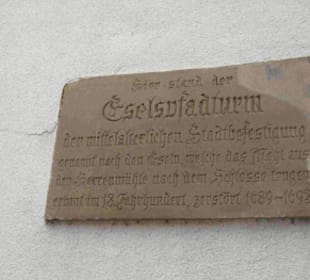 Hier stand der
Eselspfadturm
der mittelalterlichen Stadtbefestigung
genannt nach den Eseln, welche das Mehl aus
der Herrenmühle nach dem Schlosse trugen
erbaut im 13. Jahrhundert, zerstört 1689-1693